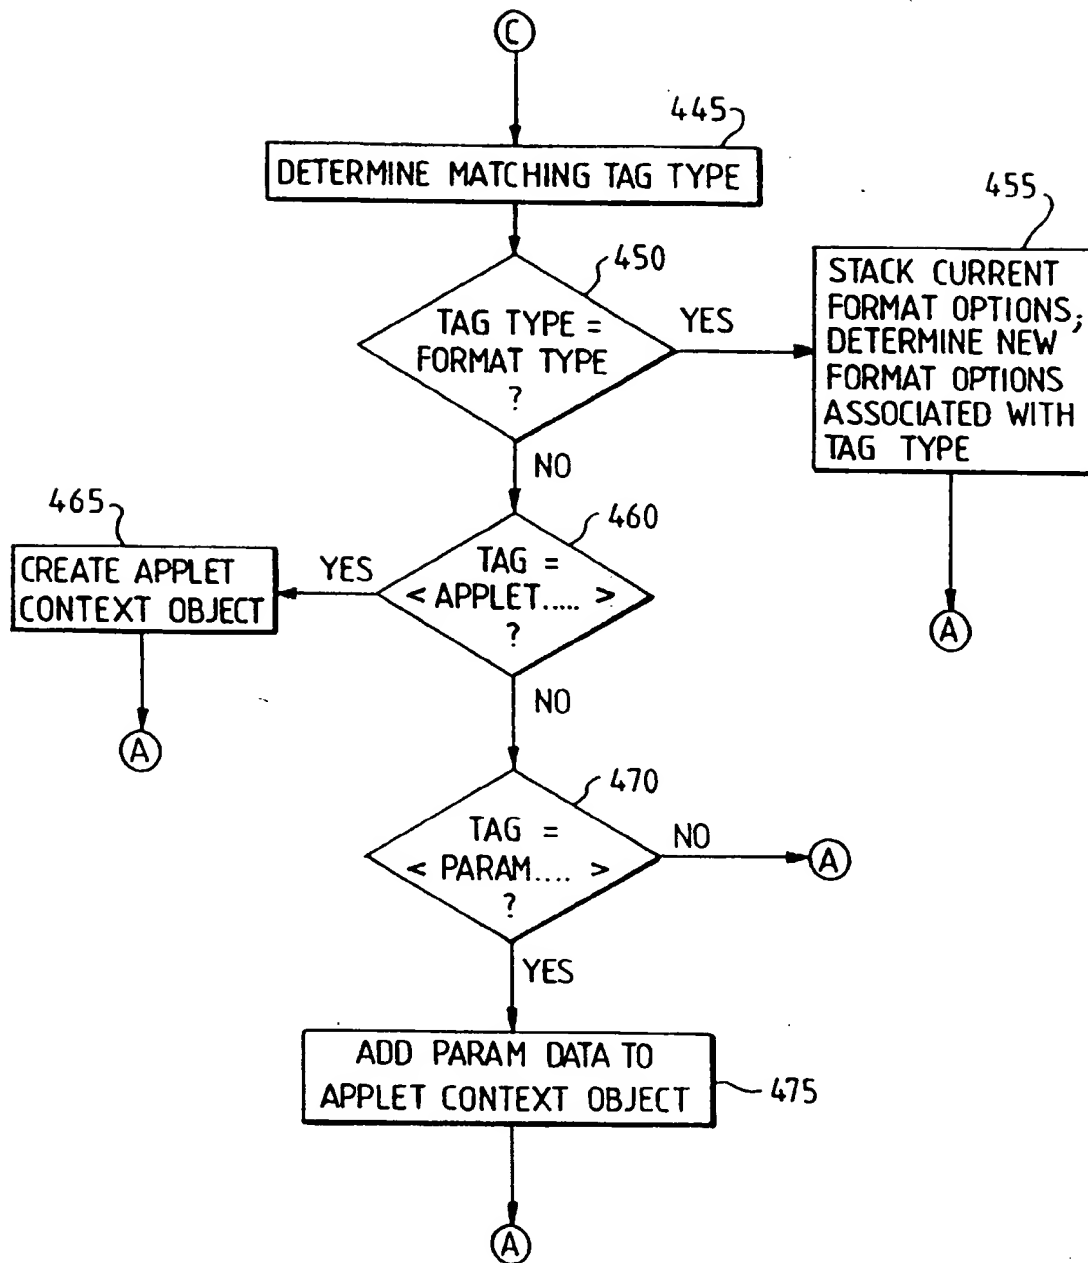 C
445
DETERMINE MATCHING TAG TYPE
450
TAG TYPE =
FORMAT TYPE
?
YES
455
STACK CURRENT
FORMAT OPTIONS;
DETERMINE NEW
FORMAT OPTIONS
ASSOCIATED WITH
TAG TYPE
A
NO
460
TAG =
< APPLET..... >
?
YES
465
CREATE APPLET
CONTEXT OBJECT
A
NO
470
TAG =
< PARAM.... >
?
NO
A
YES
ADD PARAM DATA TO
APPLET CONTEXT OBJECT
475
A